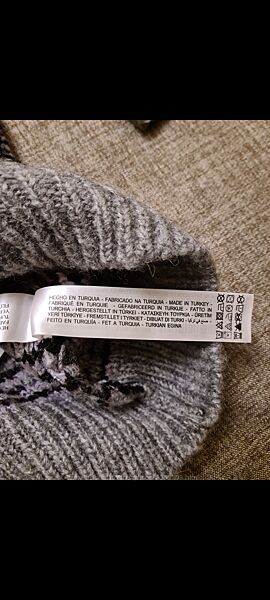 HECHO EN TURQUIA - FABRICADO NA TURQUIA - MADE IN TURKEY -
FABRIQUÉ EN TURQUIE - GEFABRICEERD IN TURKIJE - FATTO IN
TURCHIA - HERGESTELLT IN TÜRKEI - ΚΑΤΑΣΚΕΥΗ ΤΟΥΡΚΙΑ - ÜRETIM
YERI TÜRKIYE - FREMSTILLET I TYRKIET - DIBUAT DI TURKI -
FEITO EN TURQUÍA - FET A TURQUIA - TURKIAN EGINA